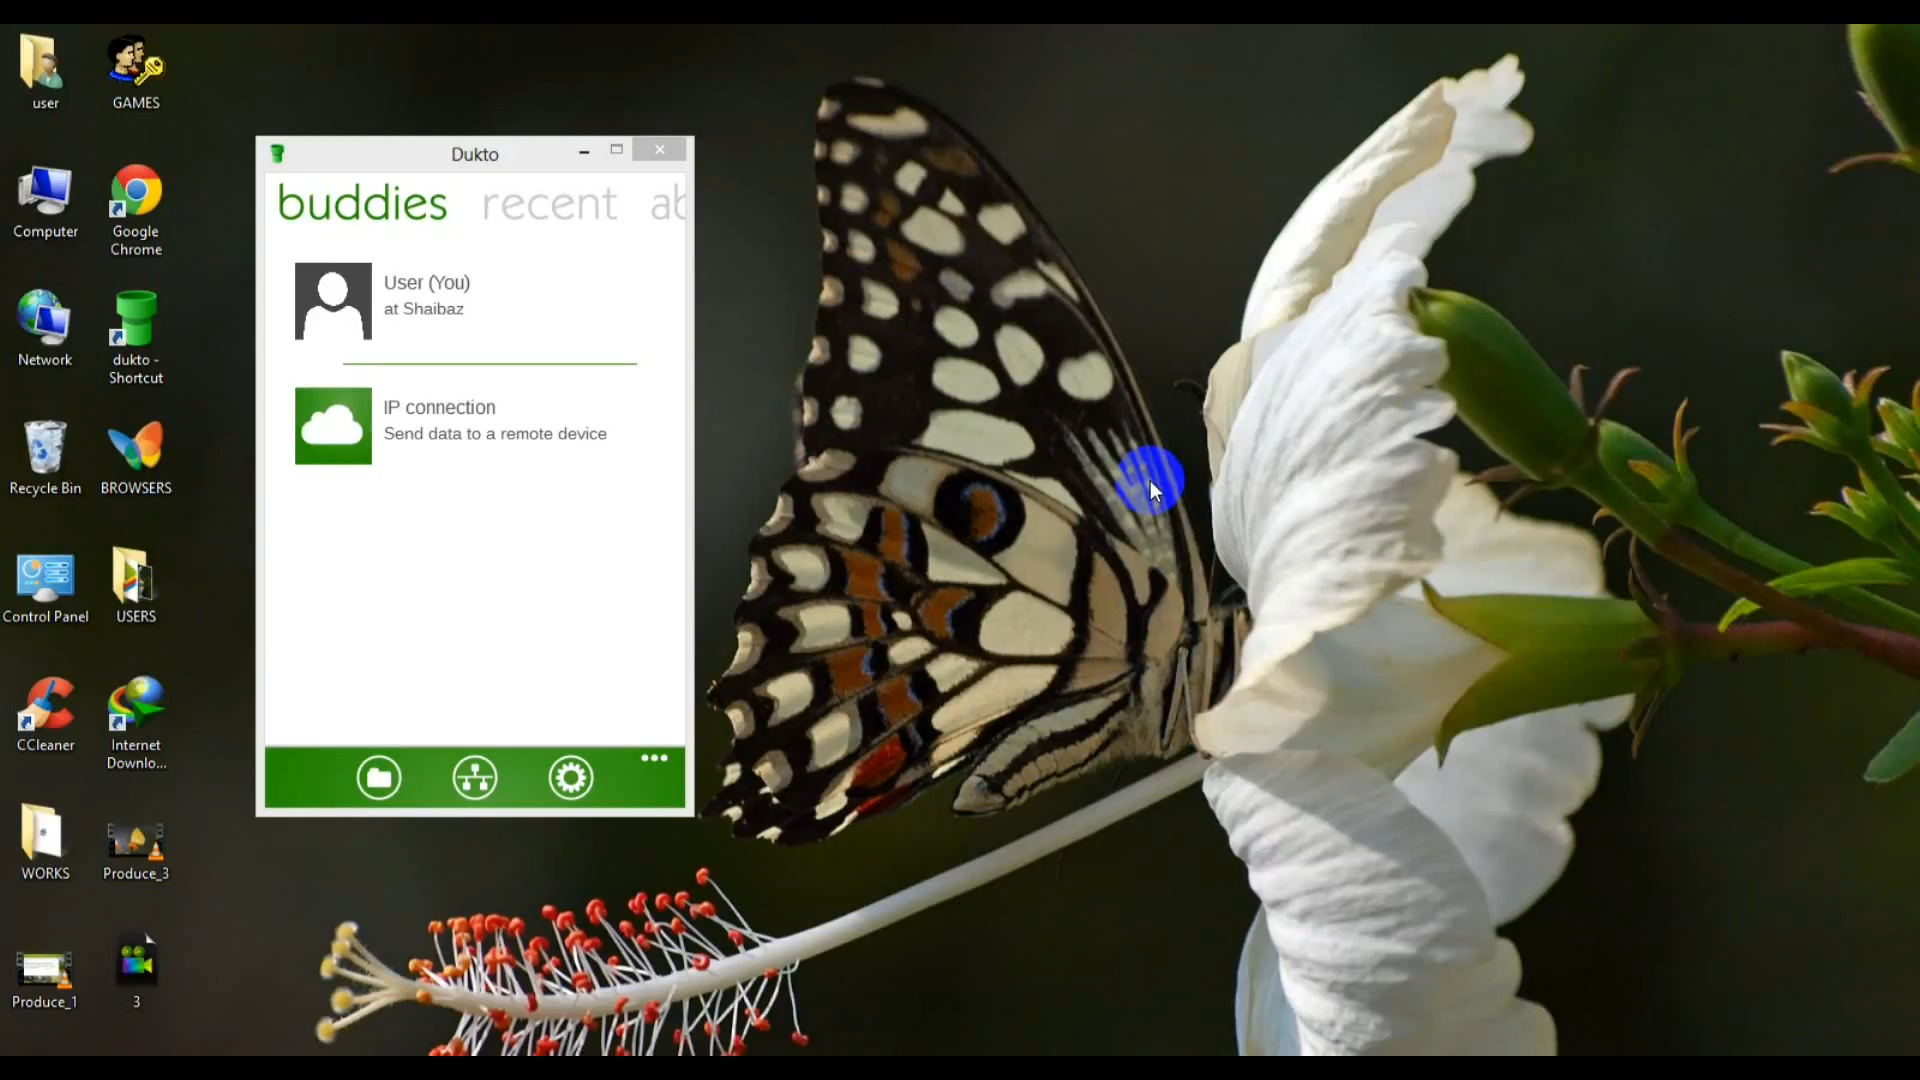 user
GAMES
Computer
Google
Chrome
Network
dukto -
Shortcut
Recycle Bin
BROWSERS
Control Panel
USERS
CCleaner
Internet
Downlo...
WORKS
Produce_3
Produce_1
3
Dukto
buddies recent ab
User (You)
at Shaibaz
IP connection
Send data to a remote device